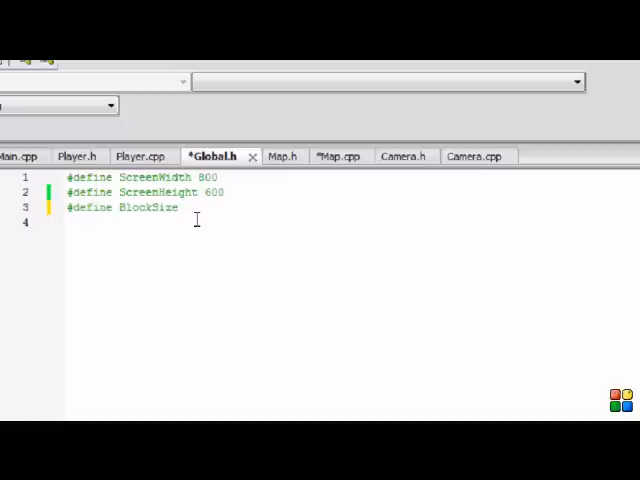 Main.cpp Player.h Player.cpp *Global.h Map.h *Map.cpp Camera.h Camera.cpp
1 #define ScreenWidth 800
2 #define ScreenHeight 600
3 #define BlockSize
4